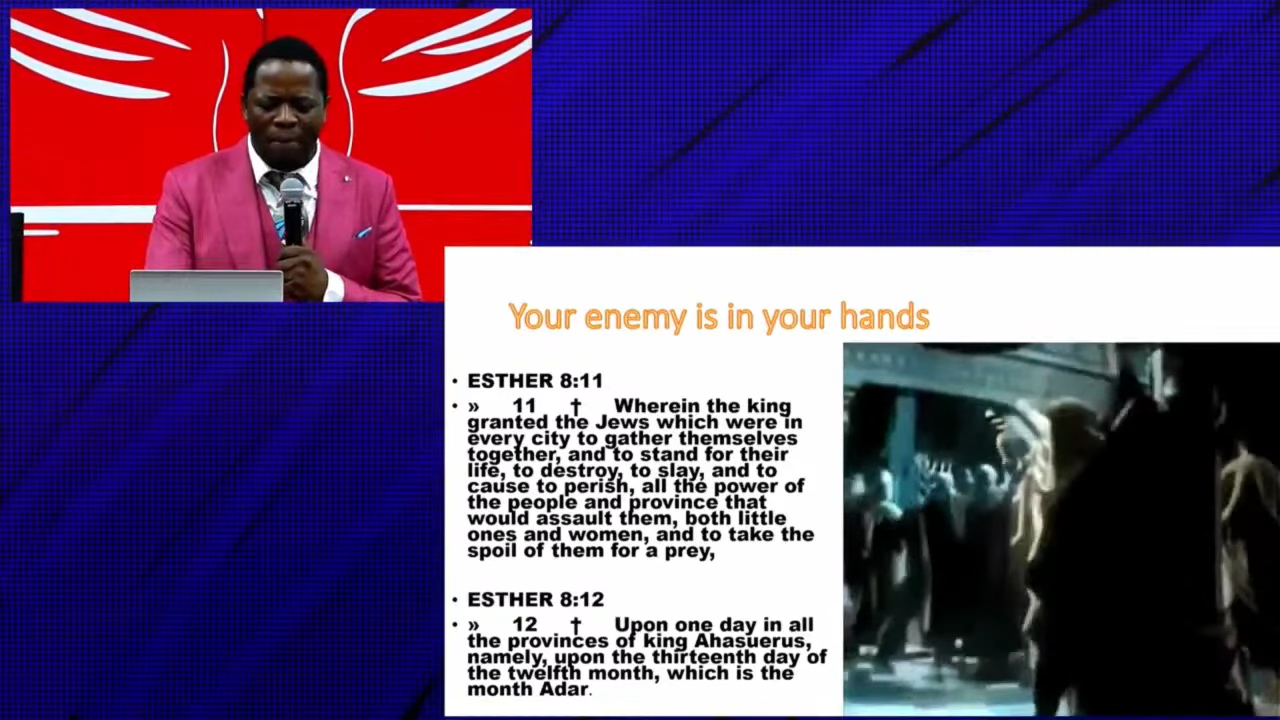 Your enemy is in your hands
• ESTHER 8:11
• » 11 † Wherein the king
granted the Jews which were in
every city to gather themselves
together, and to stand for their
life, to destroy, to slay, and to
cause to perish, all the power of
the people and province that
would assault them, both little
ones and women, and to take the
spoil of them for a prey,
• ESTHER 8:12
• » 12 † Upon one day in all
the provinces of king Ahasuerus,
namely, upon the thirteenth day of
the twelfth month, which is the
month Adar.